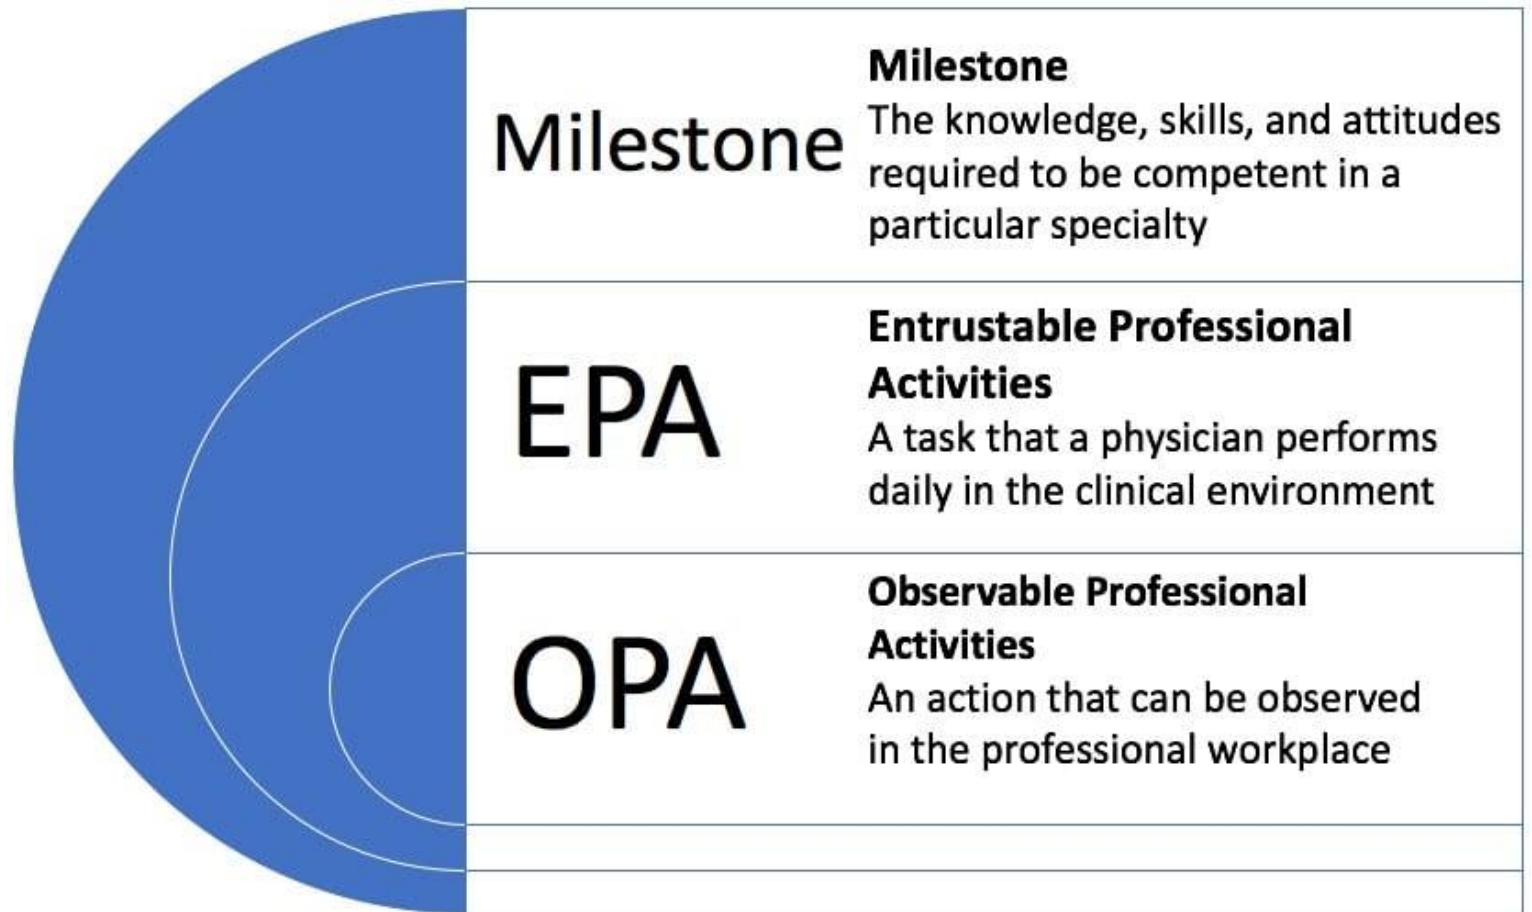 Milestone
Milestone
The knowledge, skills, and attitudes
required to be competent in a
particular specialty
EPA
Entrustable Professional
Activities
A task that a physician performs
daily in the clinical environment
OPA
Observable Professional
Activities
An action that can be observed
in the professional workplace